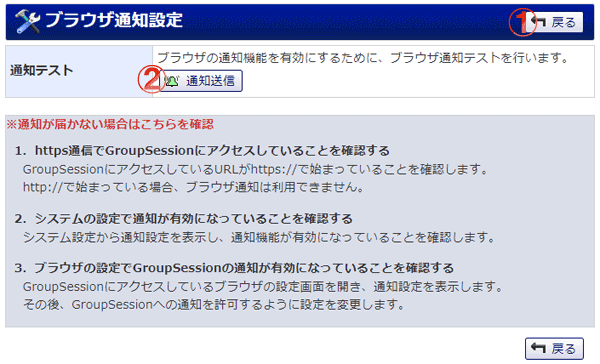 ブラウザ通知設定
① 戻る
通知テスト
ブラウザの通知機能を有効にするために、ブラウザ通知テストを行います。
② 通知送信
※通知が届かない場合はこちらを確認
1. https通信でGroupSessionにアクセスしていることを確認する
GroupSessionにアクセスしているURLがhttps://で始まっていることを確認します。
http://で始まっている場合、ブラウザ通知は利用できません。
2. システムの設定で通知が有効になっていることを確認する
システム設定から通知設定を表示し、通知機能が有効になっていることを確認します。
3. ブラウザの設定でGroupSessionの通知が有効になっていることを確認する
GroupSessionにアクセスしているブラウザの設定画面を開き、通知設定を表示します。
その後、GroupSessionへの通知を許可するように設定を変更します。
戻る